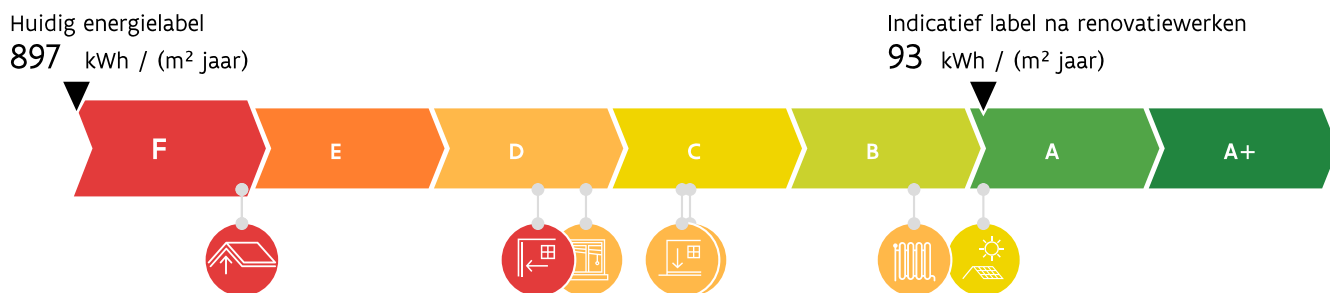 Huidig energielabel
897 kWh / (m² jaar)
Indicatief label na renovatiewerken
93 kWh / (m² jaar)
F E D C B A A+